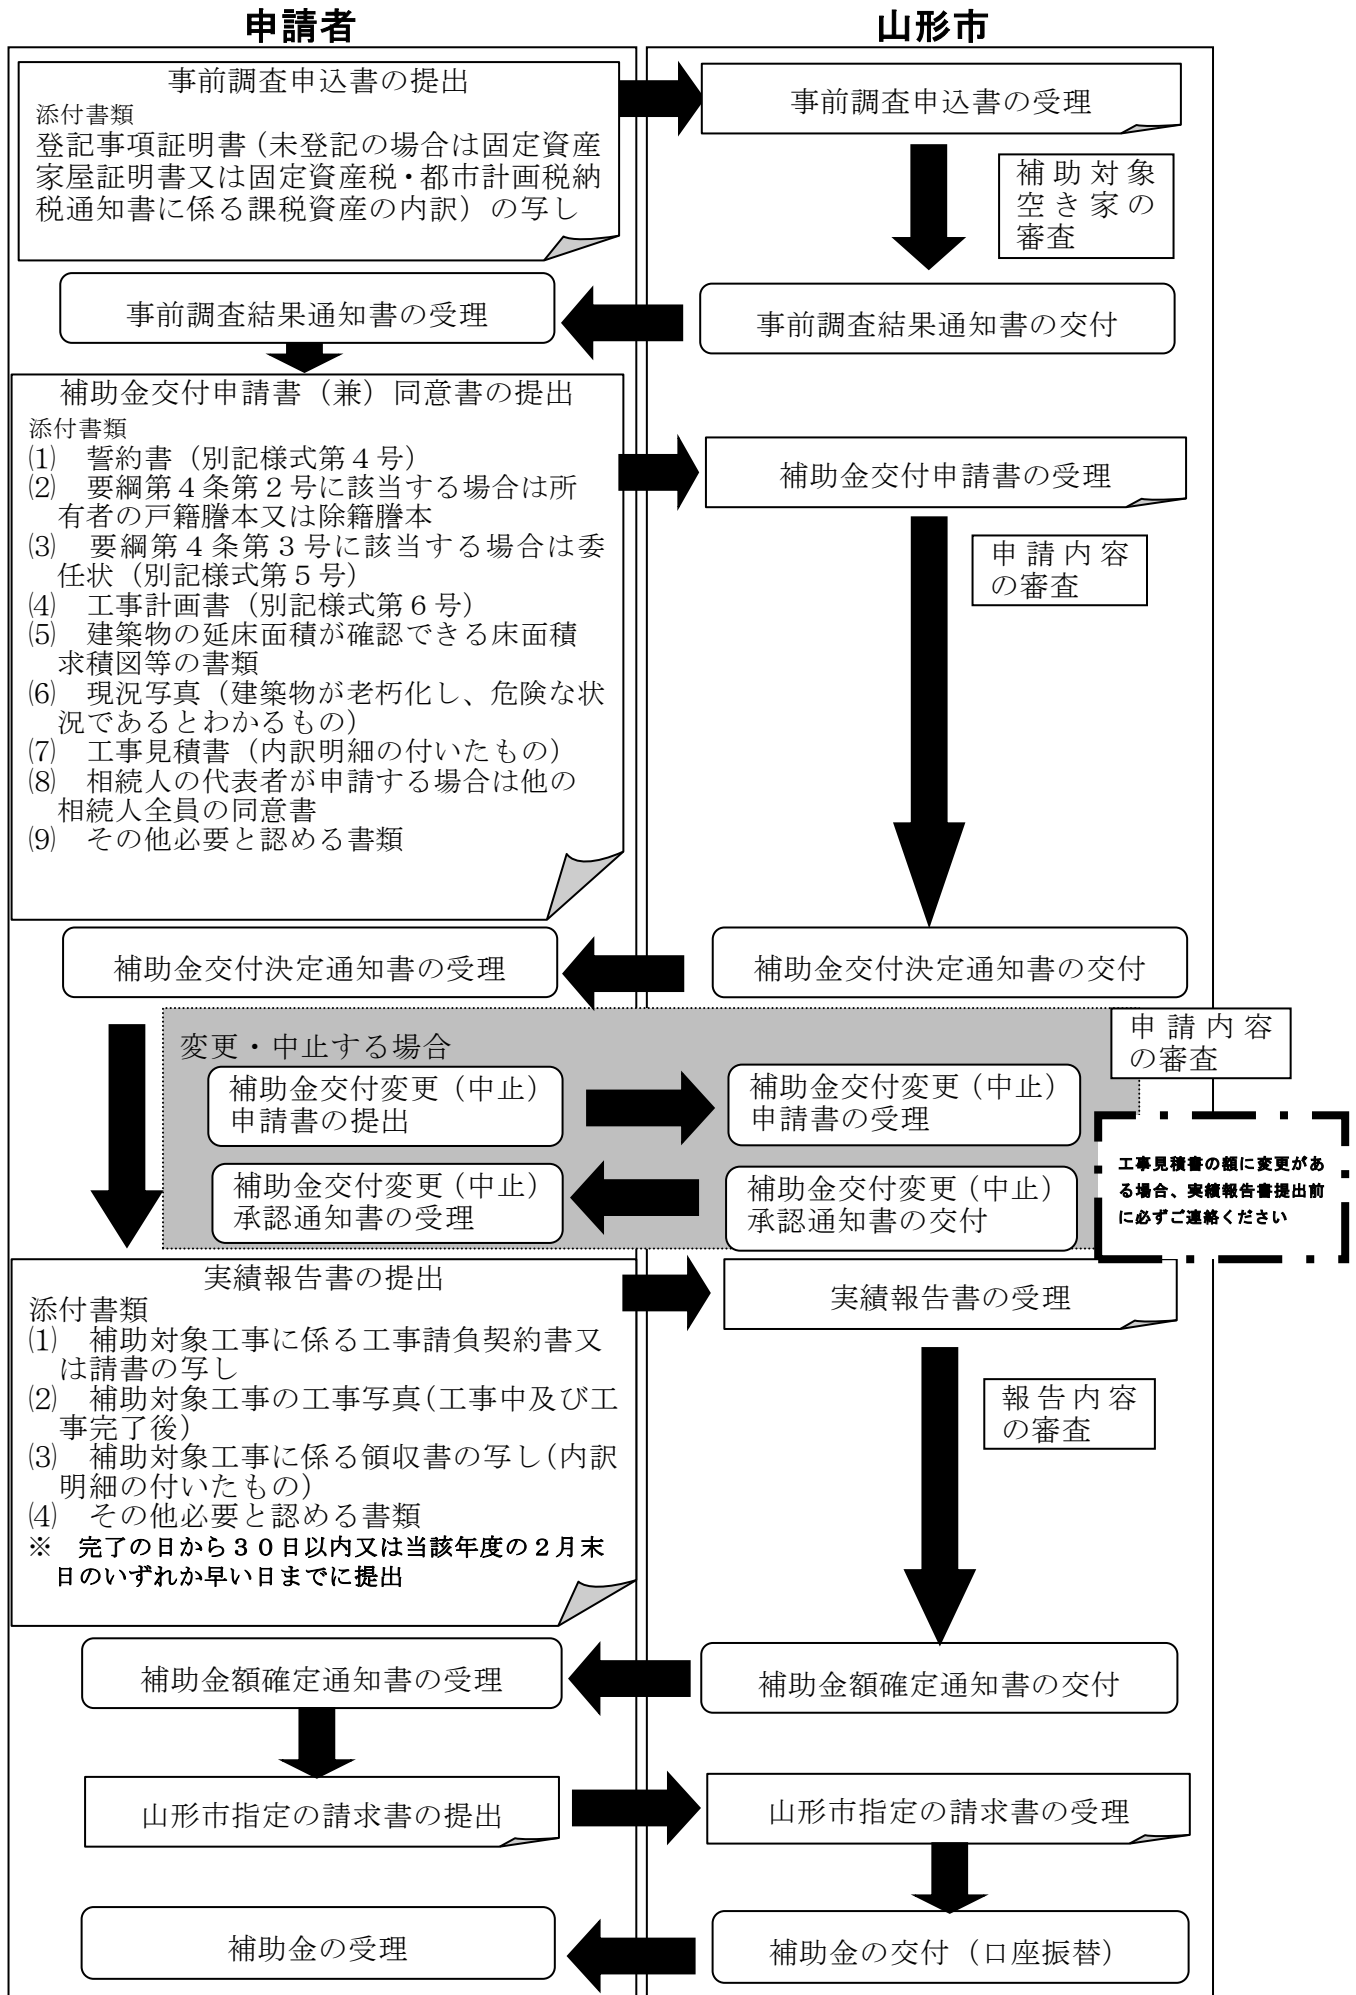 申請者
山形市
事前調査申込書の提出
添付書類
登記事項証明書（未登記の場合は固定資産
家屋証明書又は固定資産税・都市計画税納
税通知書に係る課税資産の内訳）の写し
事前調査申込書の受理
補助対象
空き家の
審査
事前調査結果通知書の受理
事前調査結果通知書の交付
補助金交付申請書（兼）同意書の提出
添付書類
⑴　誓約書（別記様式第４号）
⑵　要綱第４条第２号に該当する場合は所
有者の戸籍謄本又は除籍謄本
⑶　要綱第４条第３号に該当する場合は委
任状（別記様式第５号）
⑷　工事計画書（別記様式第６号）
⑸　建築物の延床面積が確認できる床面積
求積図等の書類
⑹　現況写真（建築物が老朽化し、危険な状
況であるとわかるもの）
⑺　工事見積書（内訳明細の付いたもの）
⑻　相続人の代表者が申請する場合は他の
相続人全員の同意書
⑼　その他必要と認める書類
補助金交付申請書の受理
申請内容
の審査
補助金交付決定通知書の受理
補助金交付決定通知書の交付
変更・中止する場合
申請内容
の審査
補助金交付変更（中止）
申請書の提出
補助金交付変更（中止）
申請書の受理
補助金交付変更（中止）
承認通知書の受理
補助金交付変更（中止）
承認通知書の交付
工事見積書の額に変更があ
る場合、実績報告書提出前
に必ずご連絡ください
実績報告書の提出
添付書類
⑴　補助対象工事に係る工事請負契約書又
は請書の写し
⑵　補助対象工事の工事写真（工事中及び工
事完了後）
⑶　補助対象工事に係る領収書の写し（内訳
明細の付いたもの）
⑷　その他必要と認める書類
※　完了の日から３０日以内又は当該年度の２月末
日のいずれか早い日までに提出
実績報告書の受理
報告内容
の審査
補助金額確定通知書の受理
補助金額確定通知書の交付
山形市指定の請求書の提出
山形市指定の請求書の受理
補助金の受理
補助金の交付（口座振替）